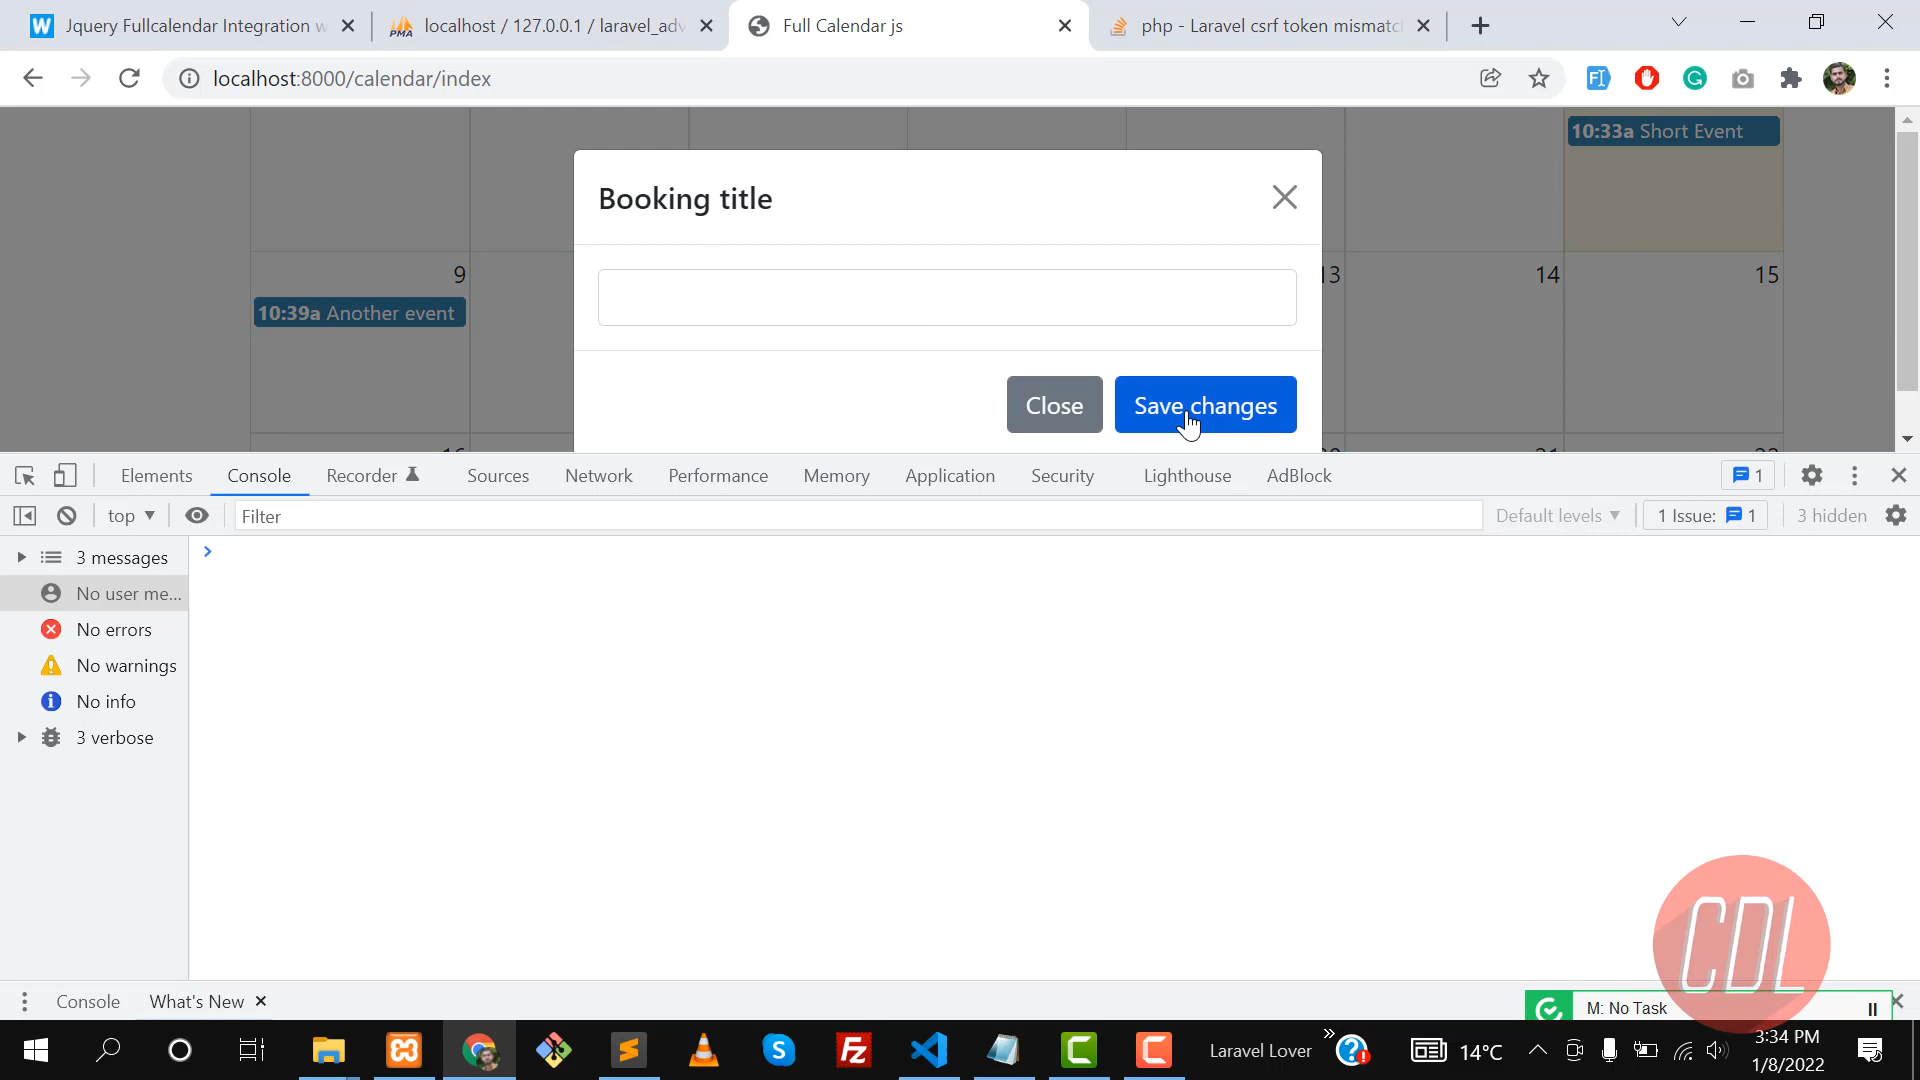 Jquery Fullcalendar Integration w
localhost / 127.0.0.1 / laravel_adv
Full Calendar js
php - Laravel csrf token mismatc
localhost:8000/calendar/index
10:33a Short Event
Booking title
9
13
14
15
10:39a Another event
Close
Save changes
Elements
Console
Recorder
Sources
Network
Performance
Memory
Application
Security
Lighthouse
AdBlock
1
top
Filter
Default levels
1 Issue: 1
3 hidden
3 messages
No user me...
No errors
No warnings
No info
3 verbose
CDL
Console
What's New
M: No Task
Laravel Lover
14°C
3:34 PM
1/8/2022